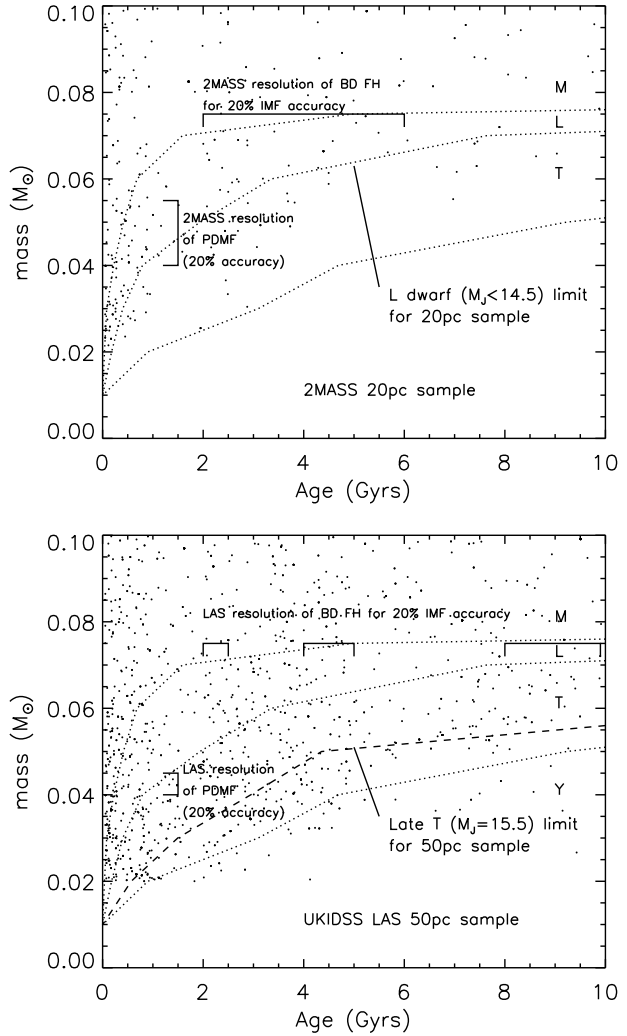 0.10
0.08
0.06
0.04
0.02
0.00
mass (M☉)
2MASS resolution of BD FH
for 20% IMF accuracy
M
L
T
2MASS resolution
of PDMF
(20% accuracy)
L dwarf (MJ<14.5) limit
for 20pc sample
2MASS 20pc sample
0 2 4 6 8 10
Age (Gyrs)
0.10
0.08
0.06
0.04
0.02
0.00
mass (M☉)
LAS resolution of BD FH for 20% IMF accuracy
M
L
T
Y
LAS resolution
of PDMF
(20% accuracy)
Late T (MJ=15.5) limit
for 50pc sample
UKIDSS LAS 50pc sample
0 2 4 6 8 10
Age (Gyrs)